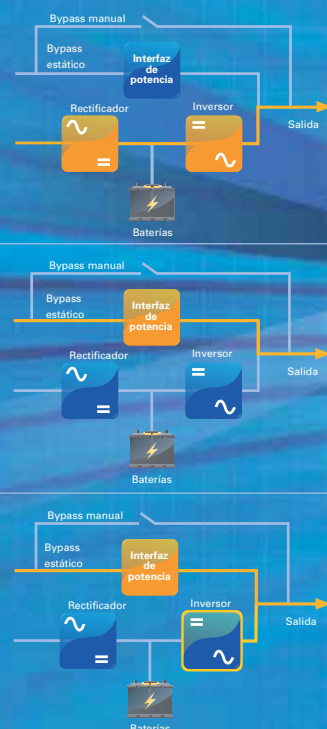 Bypass manual
Bypass
estático
Interfaz
de
potencia
Rectificador
Inversor
Salida
Baterías
Bypass manual
Bypass
estático
Interfaz
de
potencia
Rectificador
Inversor
Salida
Baterías
Bypass manual
Bypass
estático
Interfaz
de
potencia
Rectificador
Inversor
Salida
Baterías